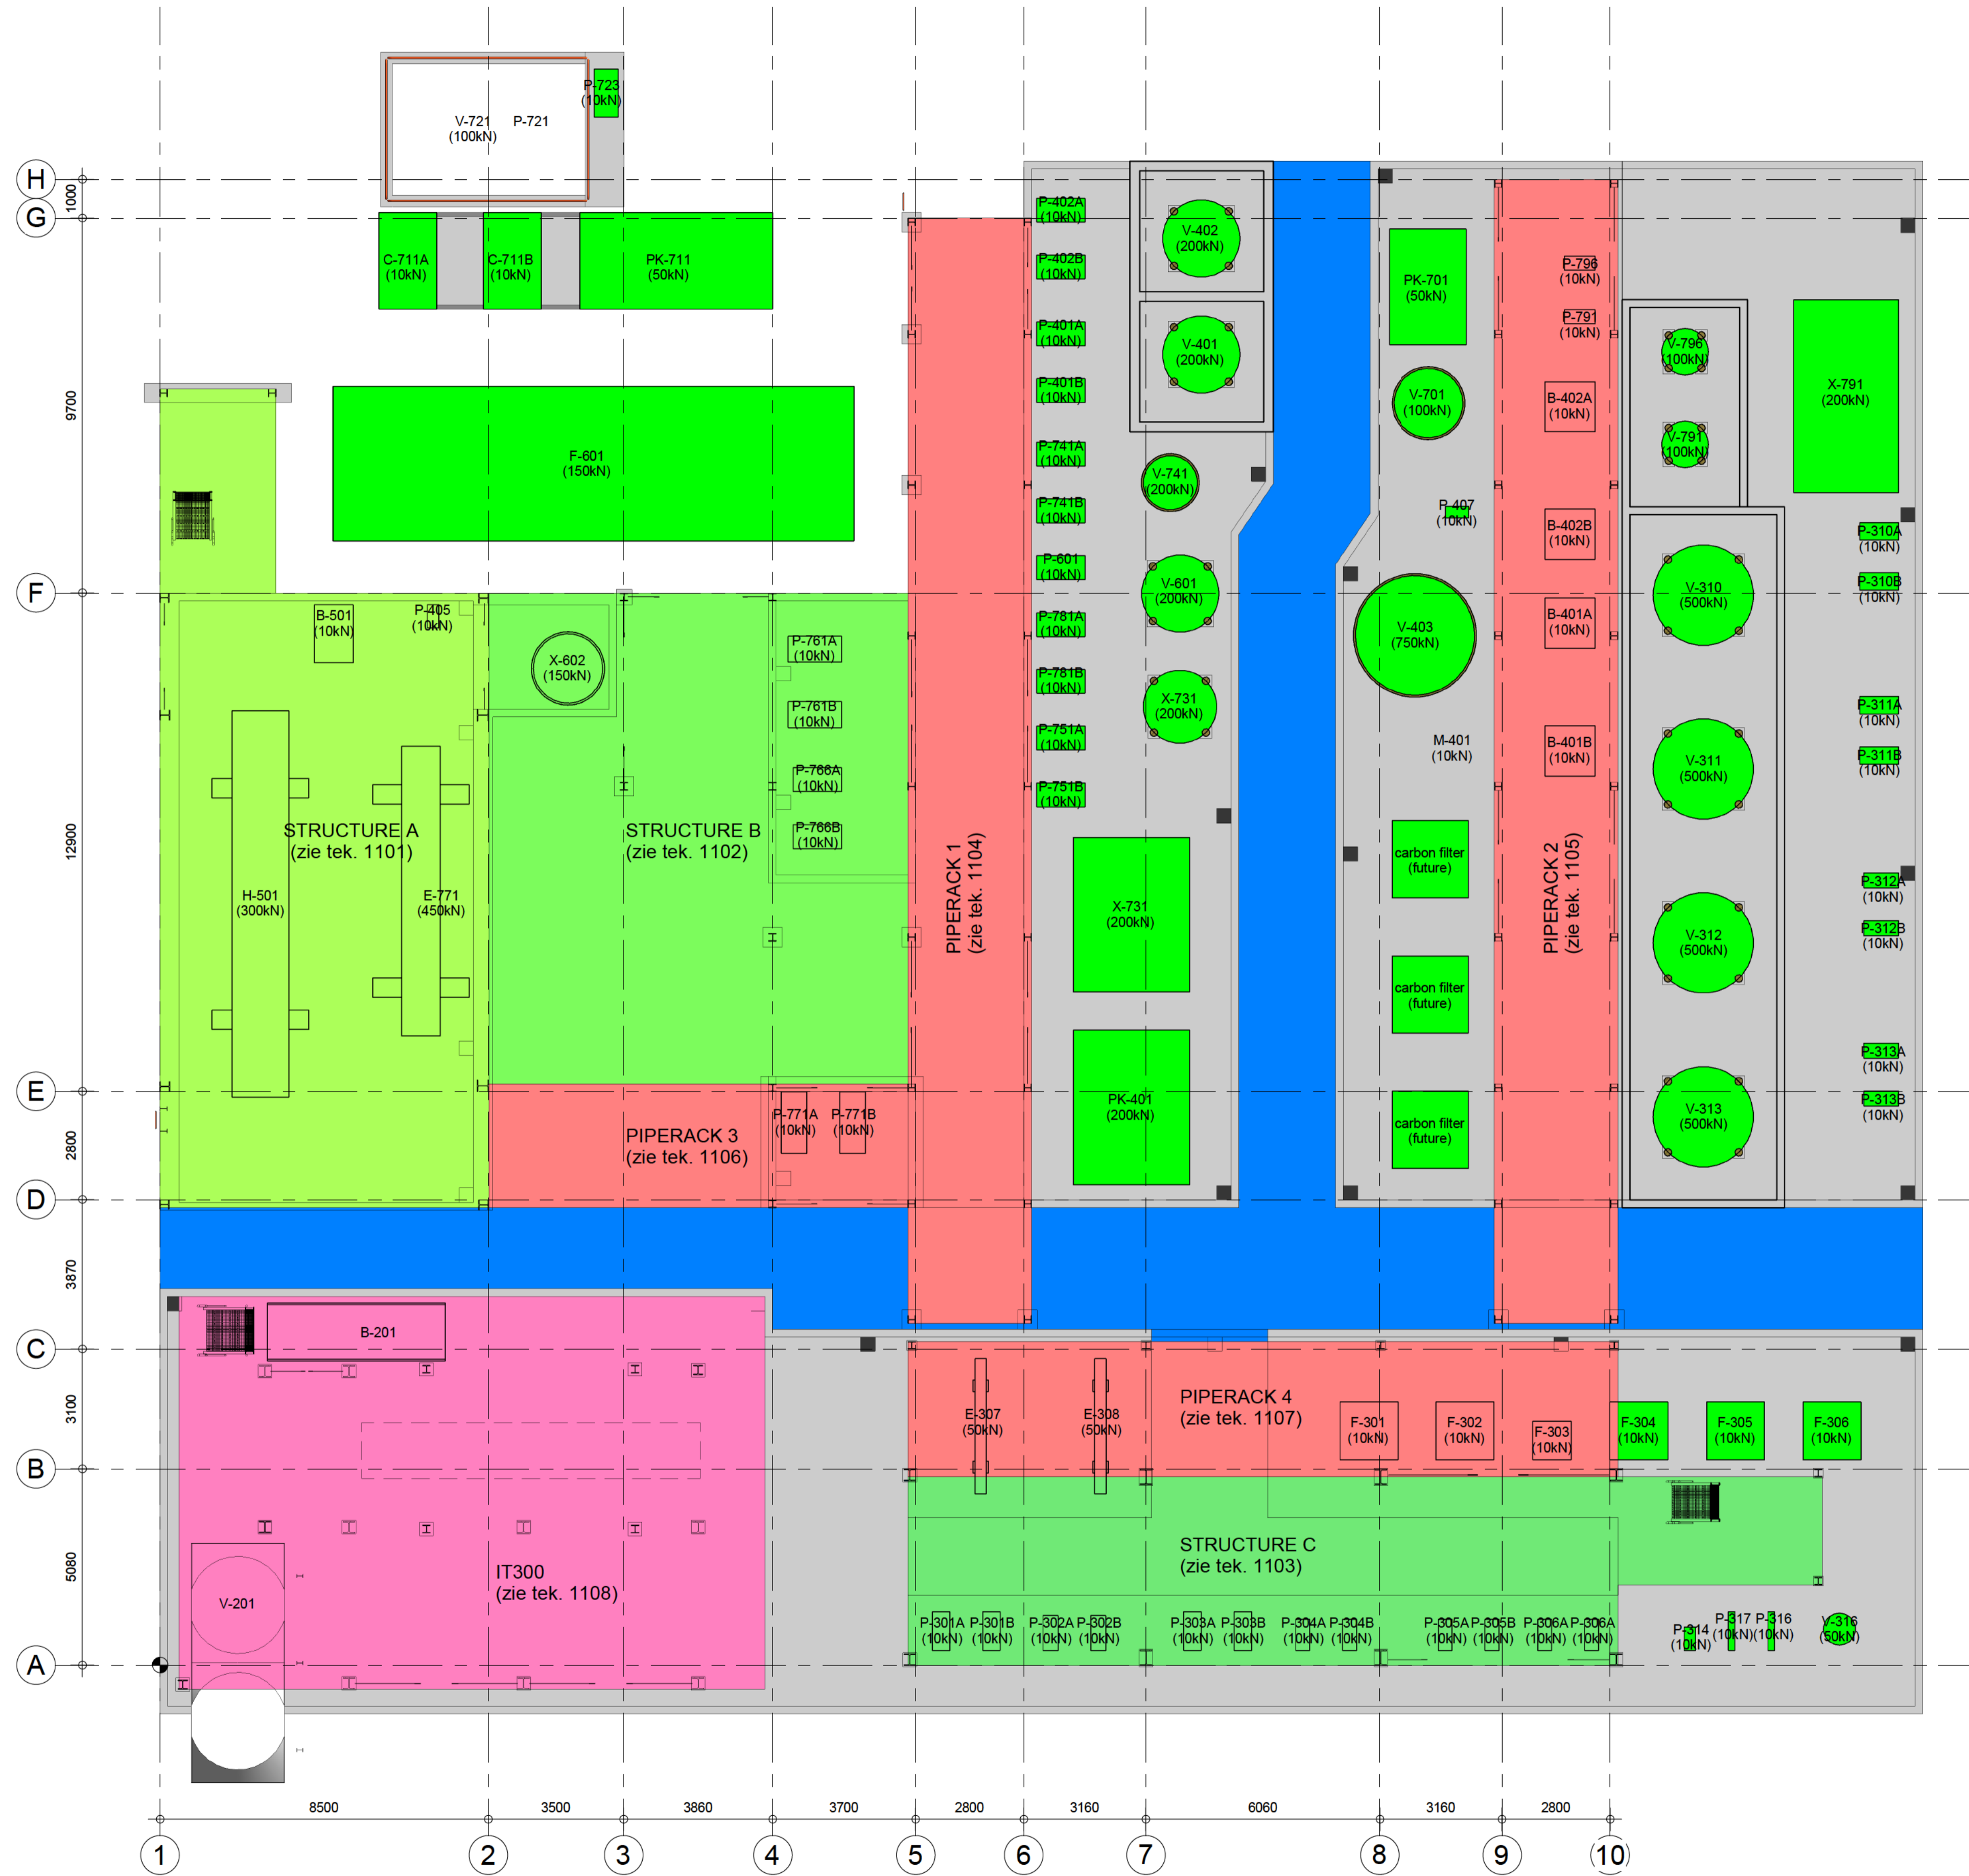 P-723
(10kN)
V-721
(100kN)
P-721
H
1000
G
C-711A
(10kN)
C-711B
(10kN)
PK-711
(50kN)
P-402A
(10kN)
P-402B
(10kN)
P-401A
(10kN)
P-401B
(10kN)
P-741A
(10kN)
P-741B
(10kN)
P-601
(10kN)
P-781A
(10kN)
P-781B
(10kN)
P-751A
(10kN)
P-751B
(10kN)
V-402
(200kN)
V-401
(200kN)
V-741
(200kN)
V-601
(200kN)
X-731
(200kN)
X-731
(200kN)
PK-401
(200kN)
PK-701
(50kN)
V-701
(100kN)
P-407
(10kN)
V-403
(750kN)
M-401
(10kN)
carbon filter
(future)
carbon filter
(future)
carbon filter
(future)
P-796
(10kN)
P-791
(10kN)
B-402A
(10kN)
B-402B
(10kN)
B-401A
(10kN)
B-401B
(10kN)
PIPERACK 2
(zie tek. 1105)
V-796
(100kN)
V-791
(100kN)
X-791
(200kN)
V-310
(500kN)
V-311
(500kN)
V-312
(500kN)
V-313
(500kN)
P-310A
(10kN)
P-310B
(10kN)
P-311A
(10kN)
P-311B
(10kN)
P-312A
(10kN)
P-312B
(10kN)
P-313A
(10kN)
P-313B
(10kN)
9700
F-601
(150kN)
F
B-501
(10kN)
P-405
(10kN)
X-602
(150kN)
P-761A
(10kN)
P-761B
(10kN)
P-766A
(10kN)
P-766B
(10kN)
12900
STRUCTURE A
(zie tek. 1101)
STRUCTURE B
(zie tek. 1102)
PIPERACK 1
(zie tek. 1104)
H-501
(300kN)
E-771
(450kN)
E
2800
PIPERACK 3
(zie tek. 1106)
P-771A
(10kN)
P-771B
(10kN)
D
3870
B-201
C
3100
E-307
(50kN)
E-308
(50kN)
PIPERACK 4
(zie tek. 1107)
F-301
(10kN)
F-302
(10kN)
F-303
(10kN)
F-304
(10kN)
F-305
(10kN)
F-306
(10kN)
B
5080
STRUCTURE C
(zie tek. 1103)
IT300
(zie tek. 1108)
V-201
P-301A
(10kN)
P-301B
(10kN)
P-302A
(10kN)
P-302B
(10kN)
P-303A
(10kN)
P-303B
(10kN)
P-304A
(10kN)
P-304B
(10kN)
P-305A
(10kN)
P-305B
(10kN)
P-306A
(10kN)
P-306A
(10kN)
P-314
(10kN)
P-317
(10kN)
P-316
(10kN)
V-316
(50kN)
A
8500 3500 3860 3700 2800 3160 6060 3160 2800
1 2 3 4 5 6 7 8 9 10